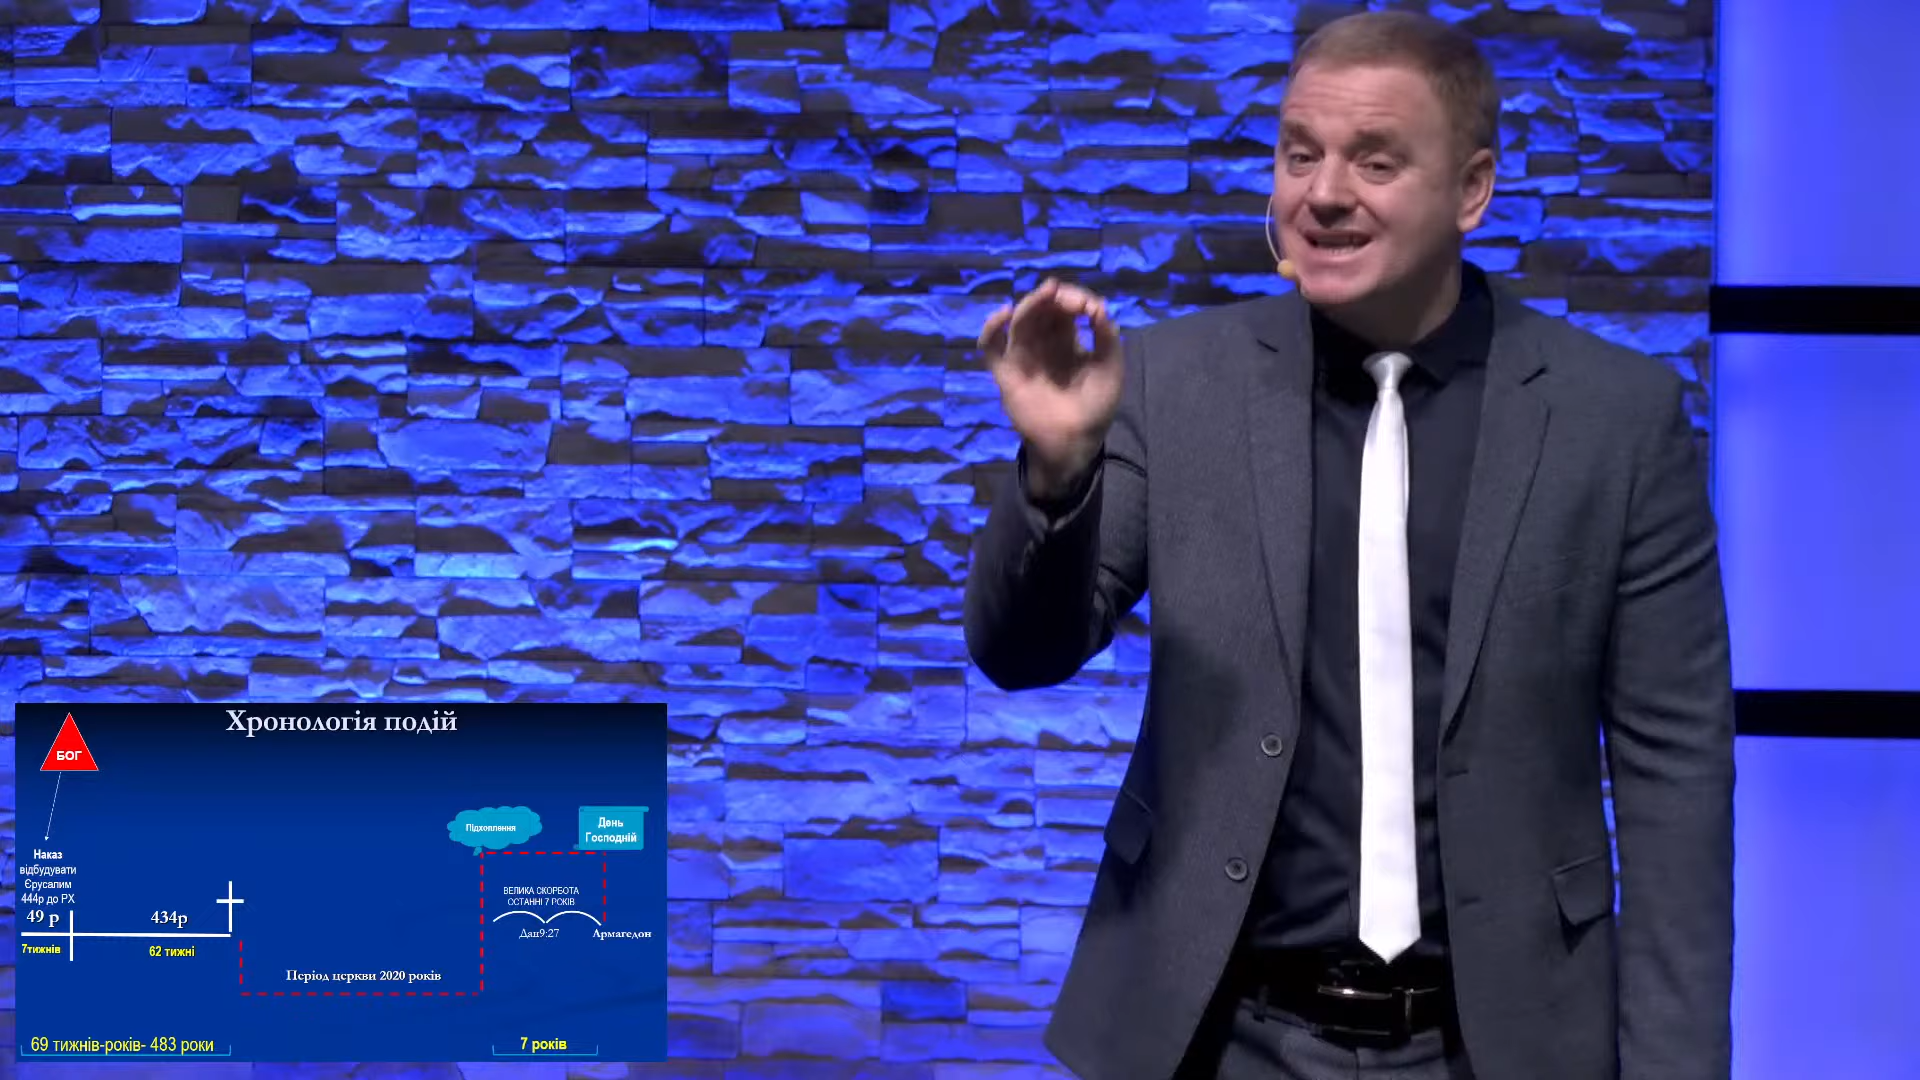 Хронологія подій
БОГ
Підхоплення
День
Господній
Наказ
відбудувати
Єрусалим
444р до РХ
49 р
434р
7тижнів
62 тижні
ВЕЛИКА СКОРБОТА
ОСТАННІ 7 РОКІВ
Дан9:27
Армагедон
Період церкви 2020 років
69 тижнів-років- 483 роки
7 років